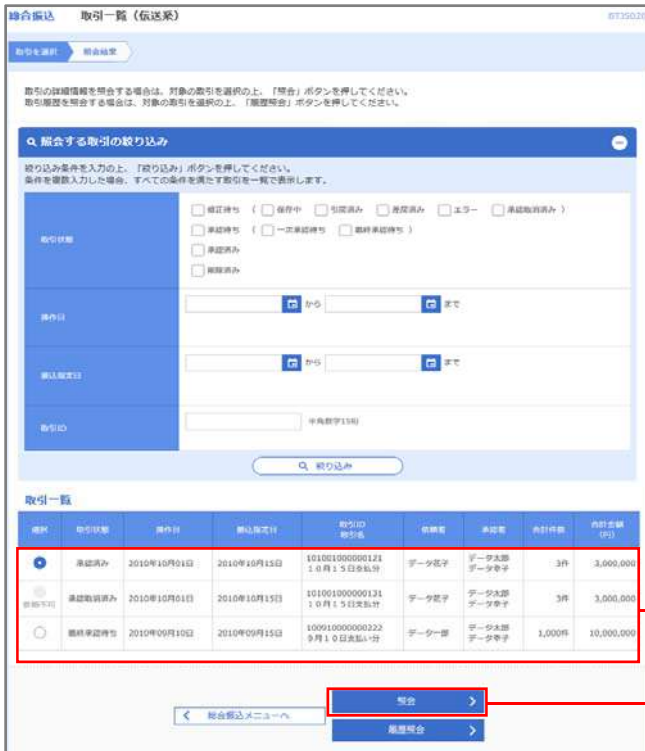 総合振込 取引一覧（伝送系）
取引を選択 照会結果
取引の詳細情報を照会する場合は、対象の取引を選択の上、「照会」ボタンを押してください。
取引履歴を照会する場合は、対象の取引を選択の上、「履歴照会」ボタンを押してください。
照会する取引の絞り込み
絞り込み条件を入力の上、「絞り込み」ボタンを押してください。
条件を複数入力した場合、すべての条件を満たす取引を一覧で表示します。
取引状態
修正待ち （ 保存中 引戻済み 差戻済み エラー 承認取消済み ）
承認待ち （ 一次承認待ち 最終承認待ち ）
承認済み
削除済み
操作日 から まで
振込指定日 から まで
取引ID 半角数字15桁
絞り込み
取引一覧
選択 取引状態 操作日 振込指定日 取引ID 取引名 依頼者 承認者 合計件数 合計金額(円)
承認済み 2010年10月01日 2010年10月15日 101001000000121 １０月１５日支払分 データ花子 データ太郎 データ幸子 3件 3,000,000
依頼不可 承認取消済み 2010年10月01日 2010年10月15日 101001000000131 １０月１５日支払分 データ花子 データ太郎 データ幸子 3件 3,000,000
最終承認待ち 2010年09月10日 2010年09月15日 100910000000222 ９月１０日支払い分 データ一郎 データ太郎 データ幸子 1,000件 10,000,000
照会
総合振込メニューへ
履歴照会